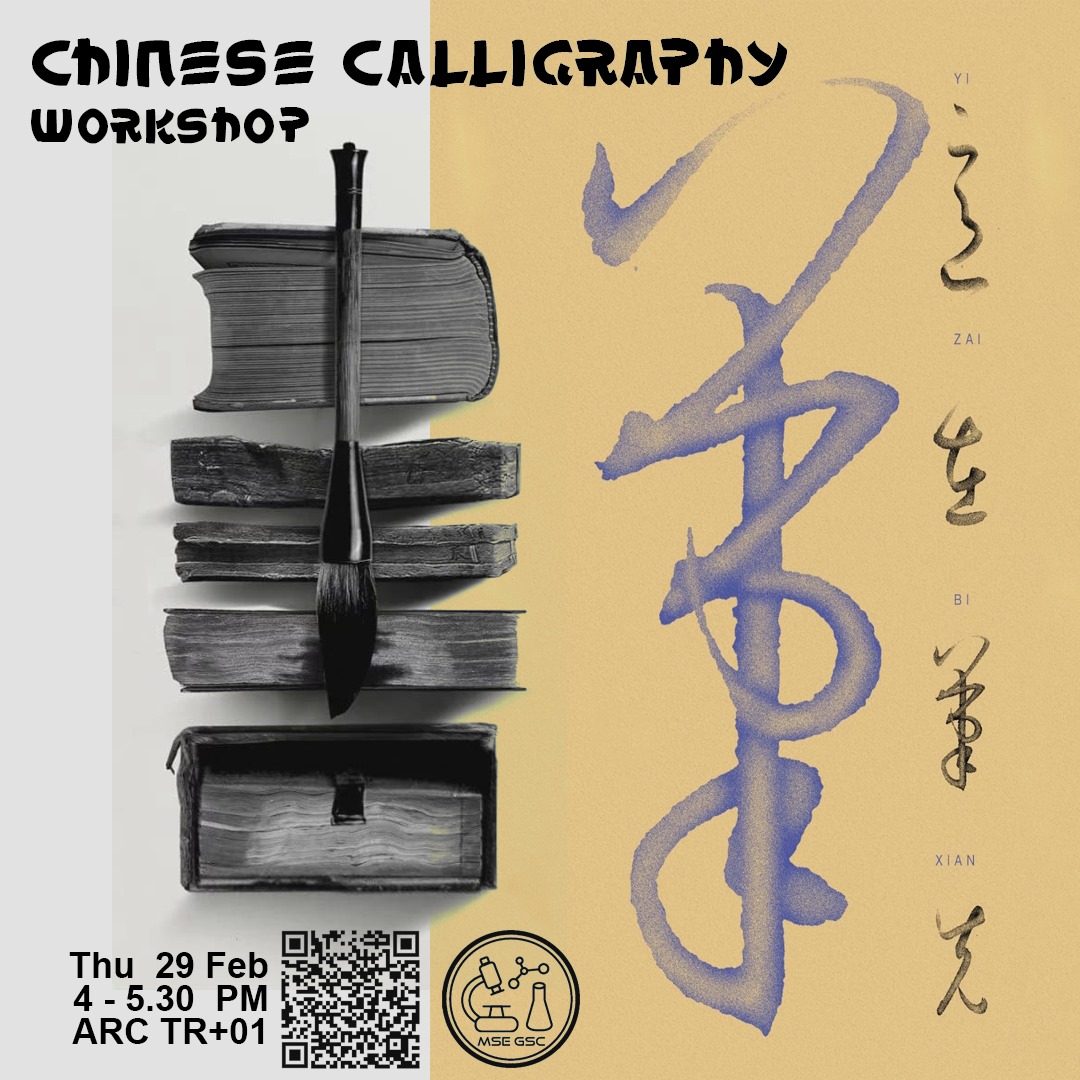 CHINESE CALLIGRAPHY
WORKSHOP
YI
意
ZAI
在
BI
筆
XIAN
先
筆
Thu 29 Feb
4 - 5.30 PM
ARC TR+01
MSE GSC